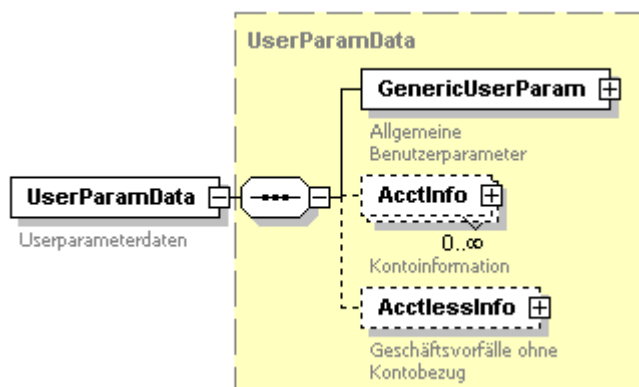 UserParamData
GenericUserParam
Allgemeine
Benutzerparameter
UserParamData
Userparameterdaten
AcctInfo
0..∞
Kontoinformation
AcctlessInfo
Geschäftsvorfälle ohne
Kontobezug